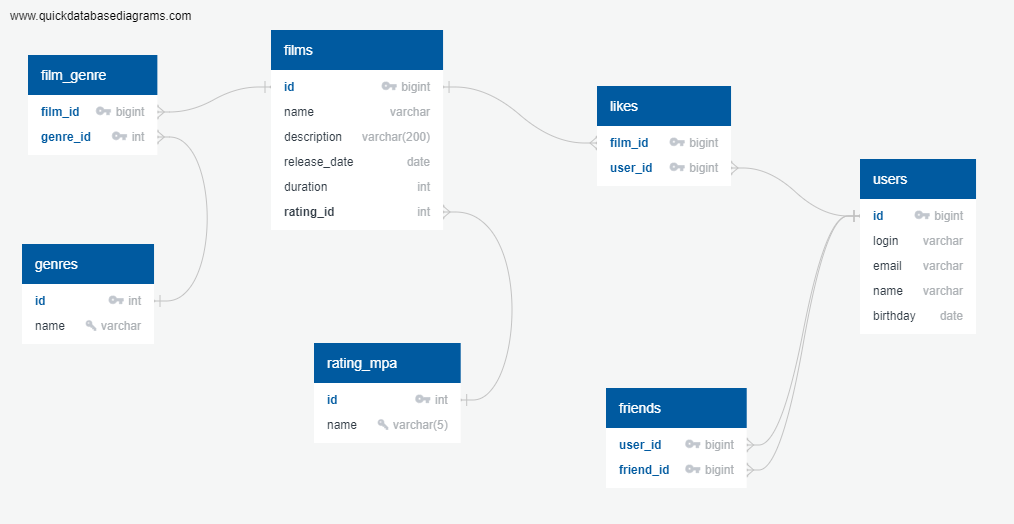 www.quickdatabasediagrams.com
film_genre
film_id bigint
genre_id int
films
id bigint
name varchar
description varchar(200)
release_date date
duration int
rating_id int
likes
film_id bigint
user_id bigint
users
id bigint
login varchar
email varchar
name varchar
birthday date
genres
id int
name varchar
rating_mpa
id int
name varchar(5)
friends
user_id bigint
friend_id bigint